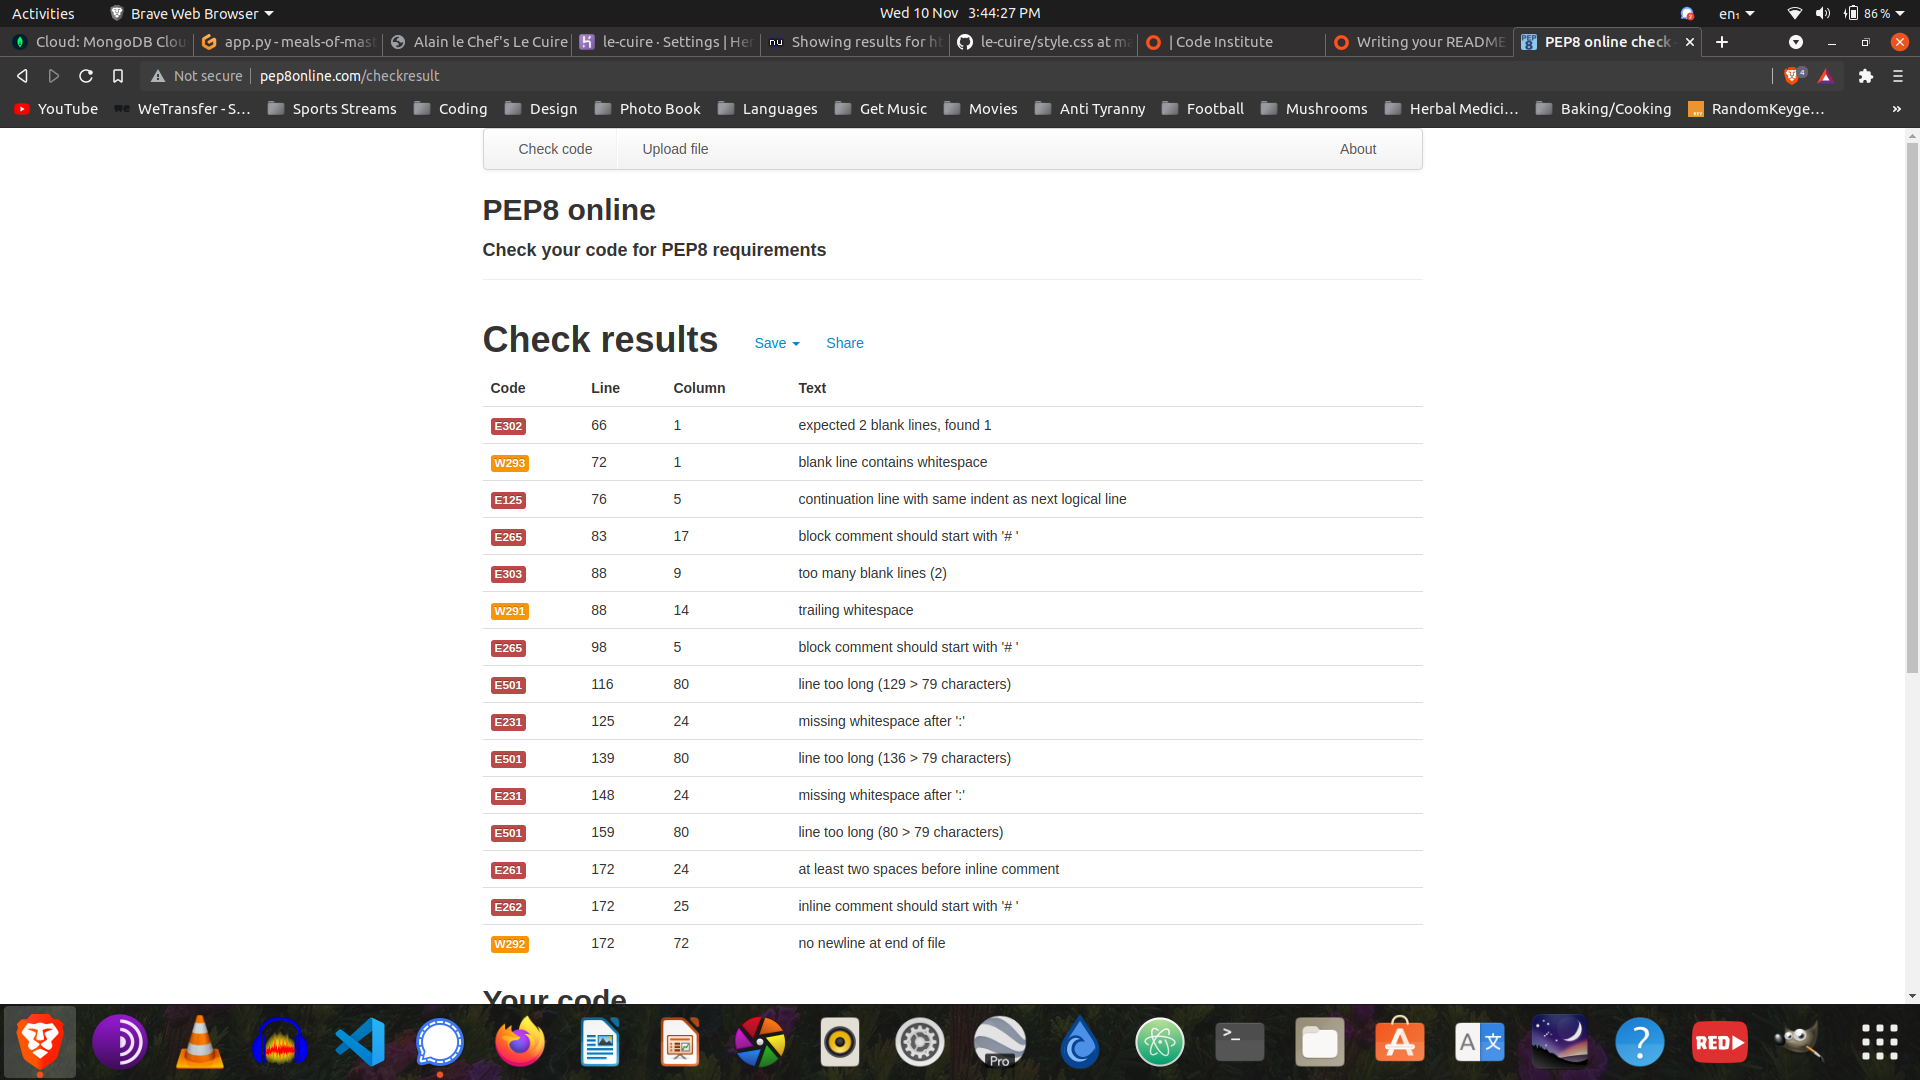 Activities Brave Web Browser Wed 10 Nov 3:44:27 PM en₁ 86 %
Cloud: MongoDB Clou app.py - meals-of-mast Alain le Chef's Le Cuire le-cuire · Settings | Her Showing results for ht le-cuire/style.css at ma | Code Institute Writing your README PEP8 online check
Not secure pep8online.com/checkresult 4
YouTube WeTransfer - S… Sports Streams Coding Design Photo Book Languages Get Music Movies Anti Tyranny Football Mushrooms Herbal Medici… Baking/Cooking RandomKeyge… »
Check code Upload file About
PEP8 online
Check your code for PEP8 requirements
Check results Save Share
Code Line Column Text
E302 66 1 expected 2 blank lines, found 1
W293 72 1 blank line contains whitespace
E125 76 5 continuation line with same indent as next logical line
E265 83 17 block comment should start with '# '
E303 88 9 too many blank lines (2)
W291 88 14 trailing whitespace
E265 98 5 block comment should start with '# '
E501 116 80 line too long (129 > 79 characters)
E231 125 24 missing whitespace after ':'
E501 139 80 line too long (136 > 79 characters)
E231 148 24 missing whitespace after ':'
E501 159 80 line too long (80 > 79 characters)
E261 172 24 at least two spaces before inline comment
E262 172 25 inline comment should start with '# '
W292 172 72 no newline at end of file
Your code
Pro >_ A 文 ? RED